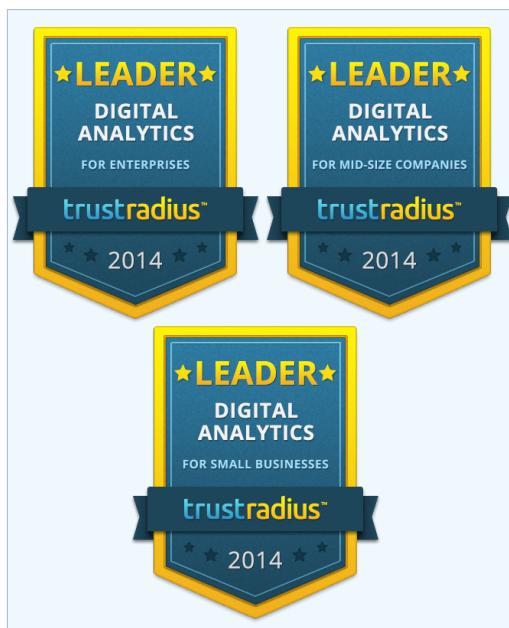 LEADER
DIGITAL
ANALYTICS
FOR ENTERPRISES
trustradius™
2014
LEADER
DIGITAL
ANALYTICS
FOR MID-SIZE COMPANIES
trustradius™
2014
LEADER
DIGITAL
ANALYTICS
FOR SMALL BUSINESSES
trustradius™
2014